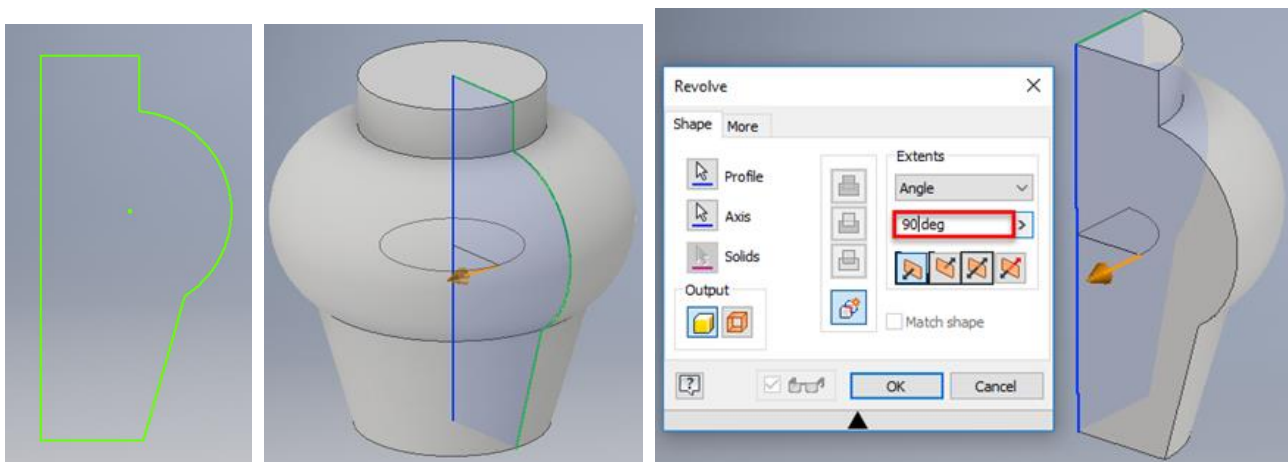 Revolve
Shape More
Profile
Axis
Solids
Output
Extents
Angle
90 deg >
Match shape
?
OK Cancel